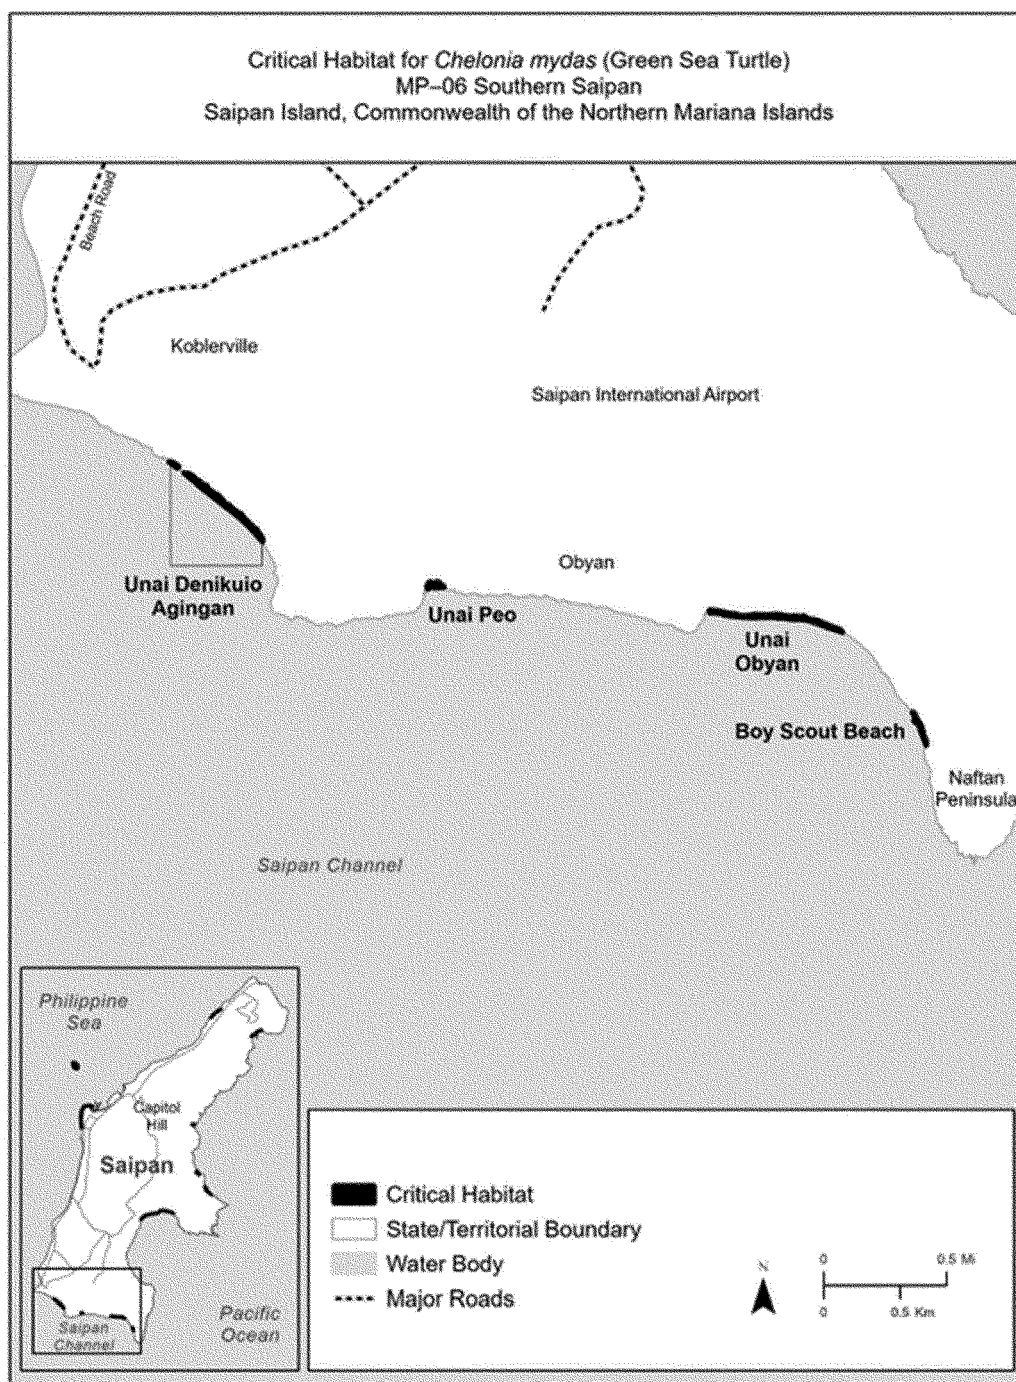 Critical Habitat for Chelonia mydas (Green Sea Turtle)
MP–06 Southern Saipan
Saipan Island, Commonwealth of the Northern Mariana Islands
Beach Road
Koblerville
Saipan International Airport
Obyan
Unai Denikuio
Agingan
Unai Peo
Unai
Obyan
Boy Scout Beach
Naftan
Peninsula
Saipan Channel
Philippine
Sea
Capitol
Hill
Saipan
Saipan
Channel
Pacific
Ocean
Critical Habitat
State/Territorial Boundary
Water Body
Major Roads
N
0 0.5 Mi
0 0.5 Km